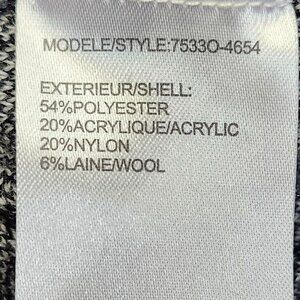 MODELE/STYLE:7533O-4654
EXTERIEUR/SHELL:
54%POLYESTER
20%ACRYLIQUE/ACRYLIC
20%NYLON
6%LAINE/WOOL